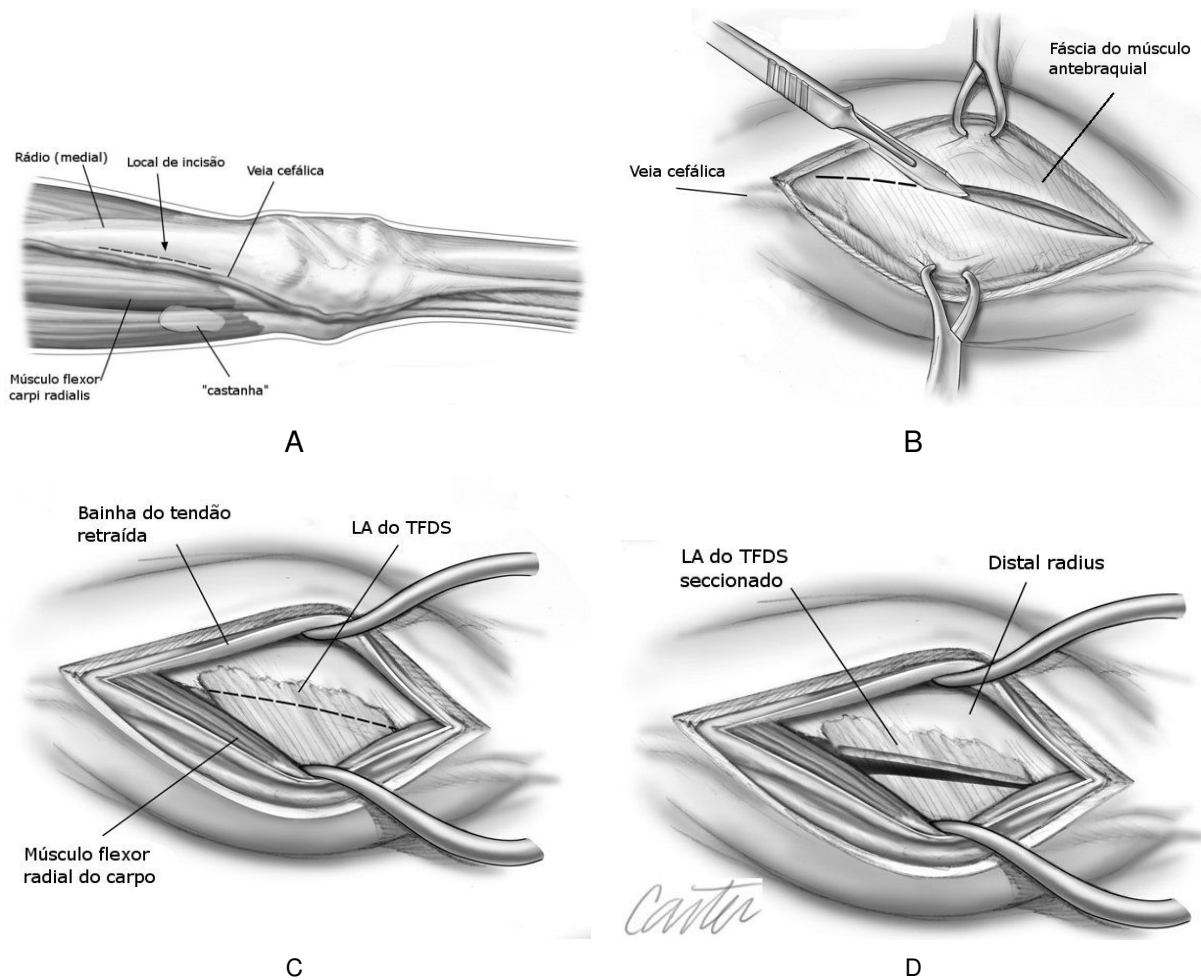 Rádio (medial)
Local de incisão
Veia cefálica
Músculo flexor
carpi radialis
"castanha"
A
Fáscia do músculo
antebraquial
Veia cefálica
B
Bainha do tendão
retraída
LA do TFDS
Músculo flexor
radial do carpo
C
LA do TFDS
seccionado
Distal radius
Carter
D